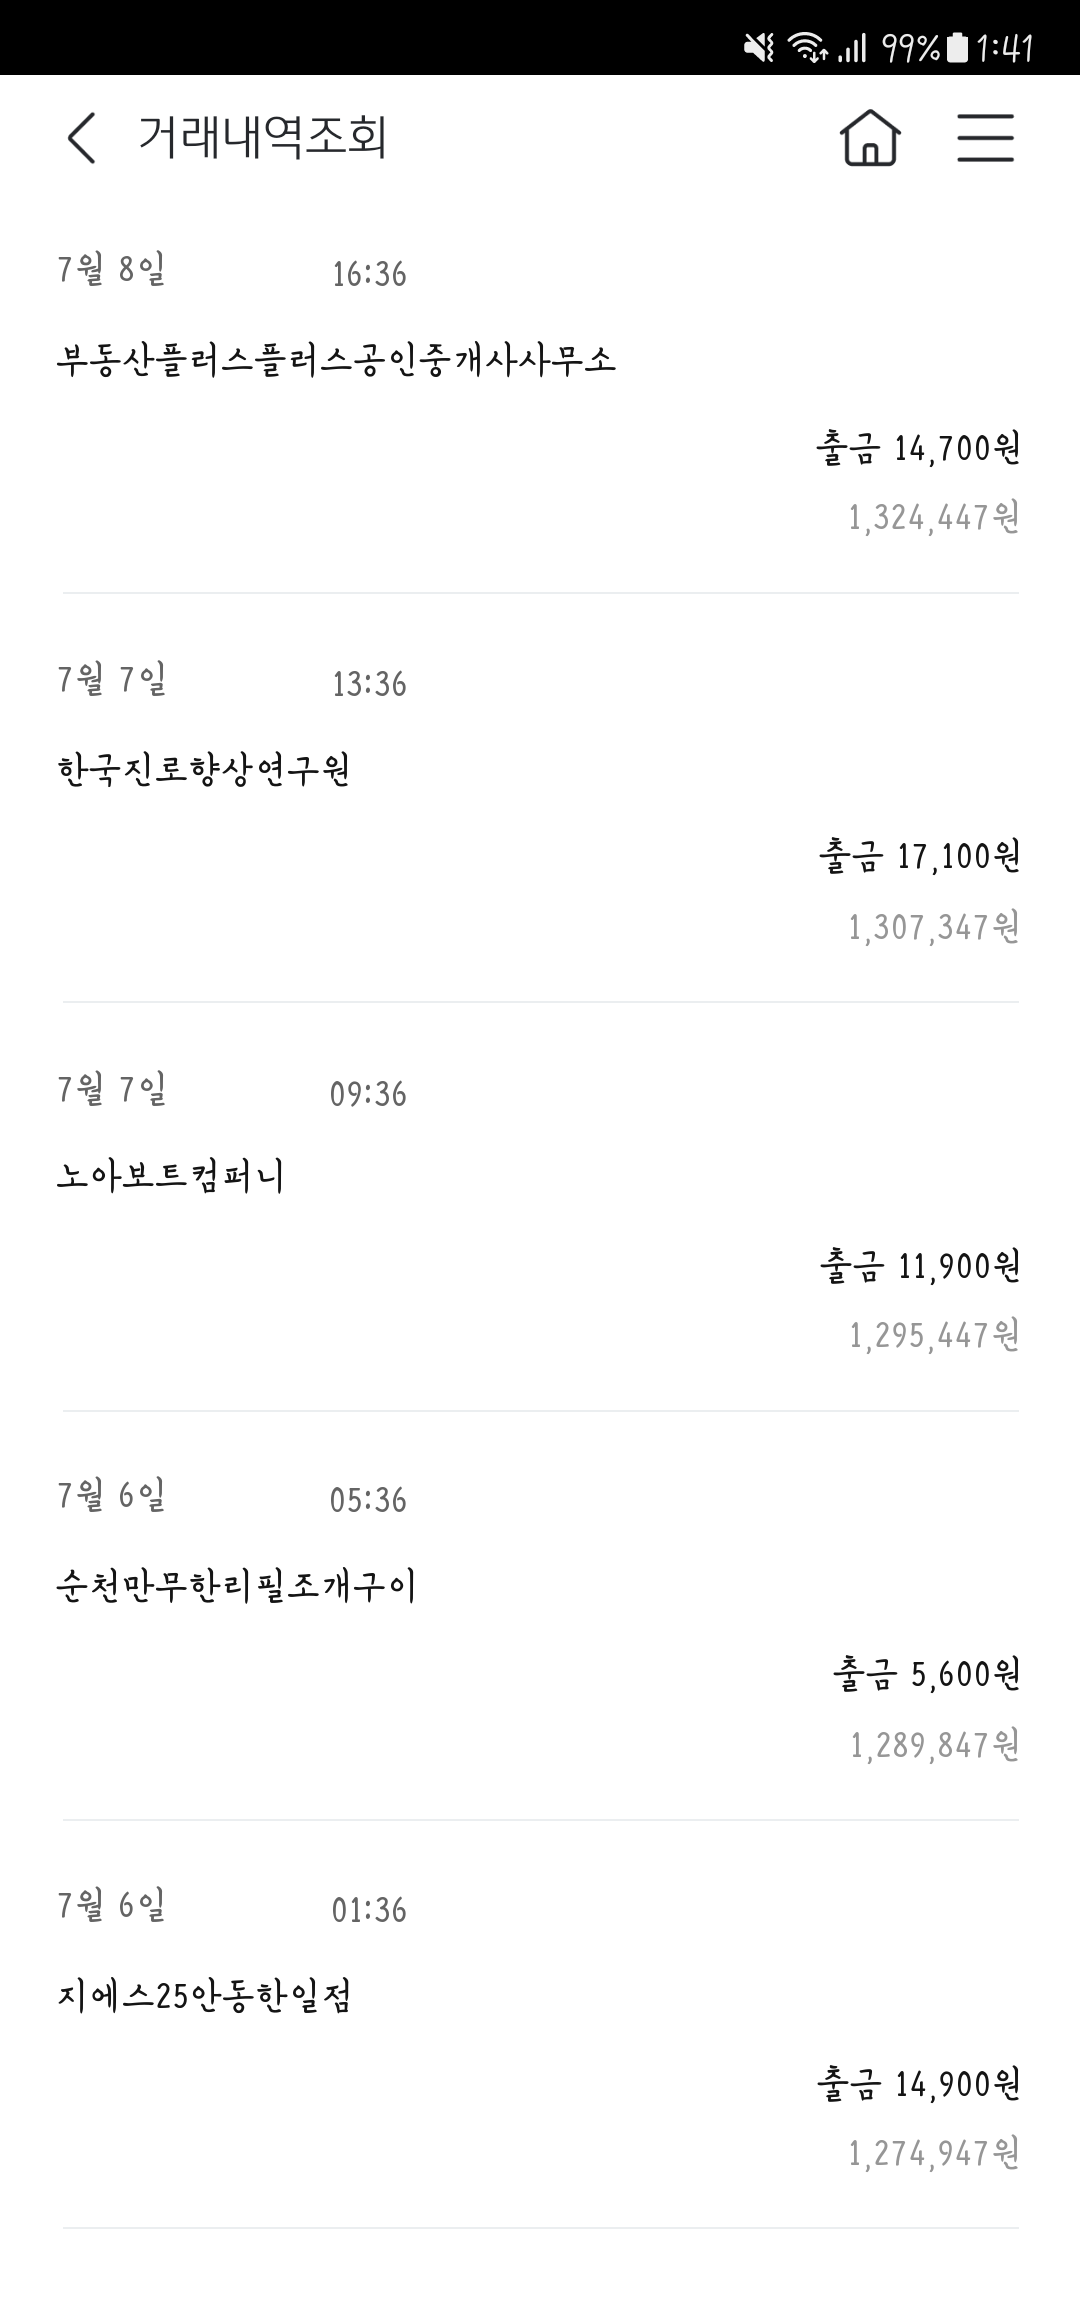 99% 1:41
거래내역조회
7월 8일 16:36
부동산플러스플러스공인중개사사무소
출금 14,700원
1,324,447원
7월 7일 13:36
한국진로향상연구원
출금 17,100원
1,307,347원
7월 7일 09:36
노아보트컴퍼니
출금 11,900원
1,295,447원
7월 6일 05:36
순천만무한리필조개구이
출금 5,600원
1,289,847원
7월 6일 01:36
지에스25안동한일점
출금 14,900원
1,274,947원